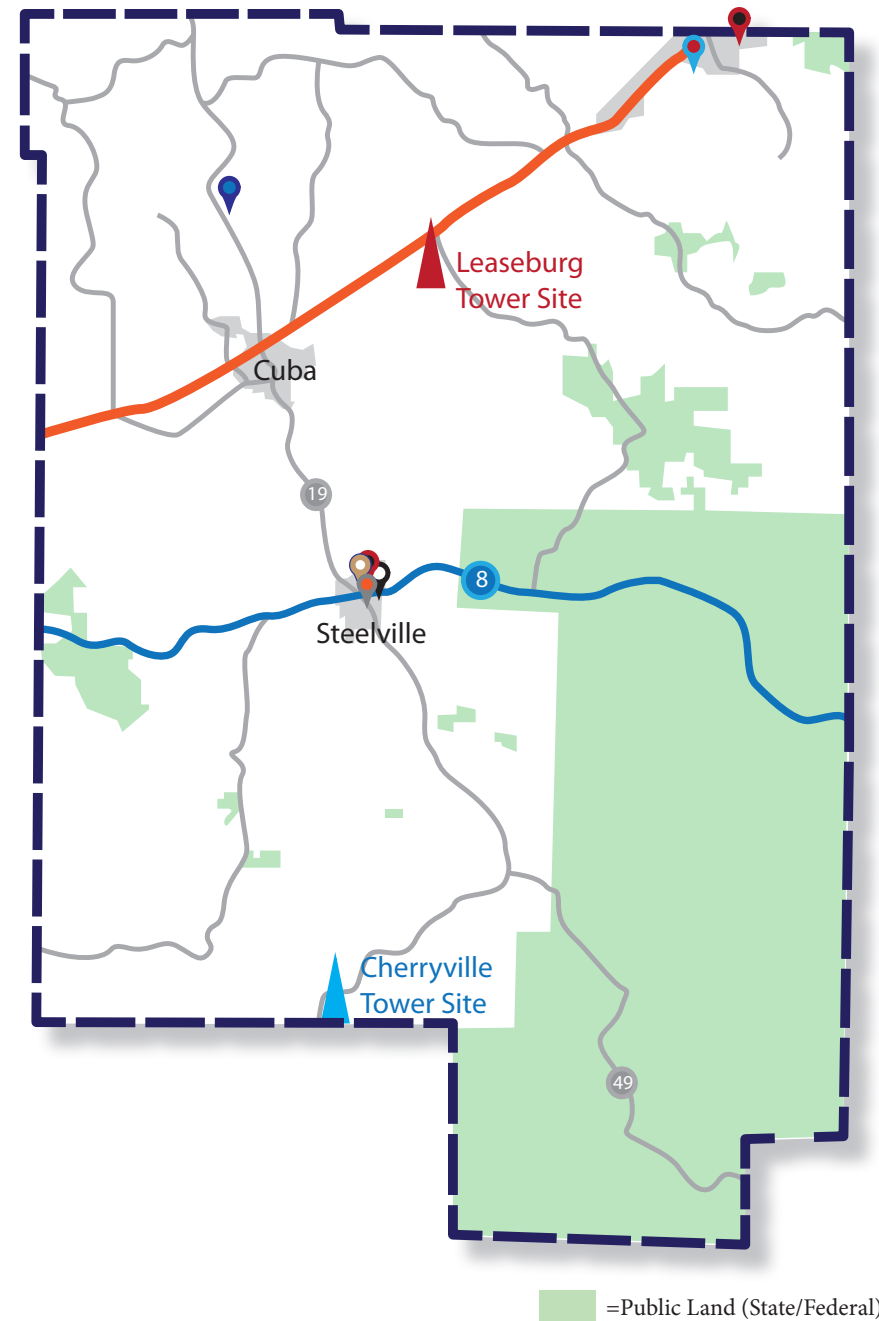 Leaseburg
Tower Site
Cuba
19
8
Steelville
Cherryville
Tower Site
49
=Public Land (State/Federal)